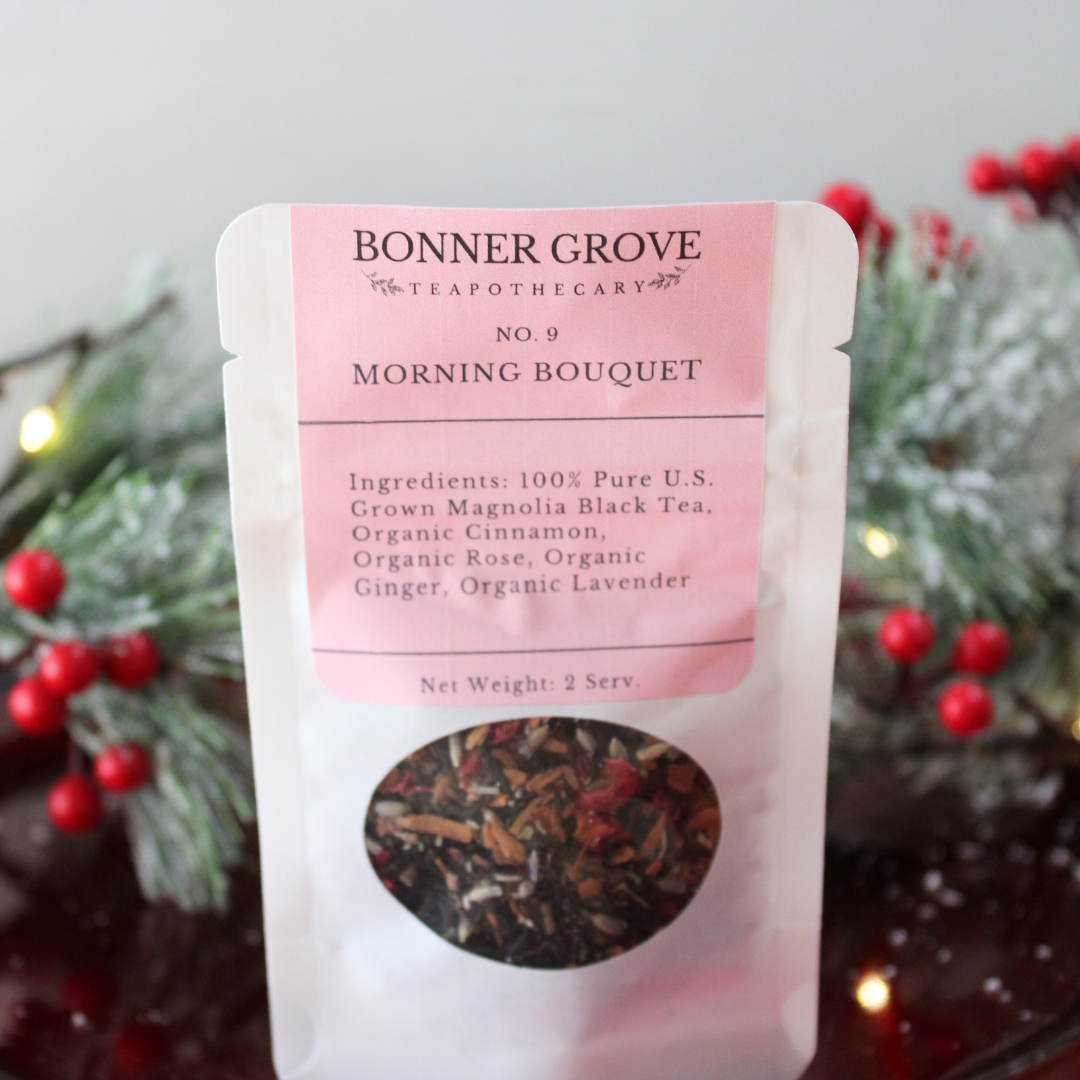 BONNER GROVE
TEAPOTHECARY
NO. 9
MORNING BOUQUET
Ingredients: 100% Pure U.S.
Grown Magnolia Black Tea,
Organic Cinnamon,
Organic Rose, Organic
Ginger, Organic Lavender
Net Weight: 2 Serv.